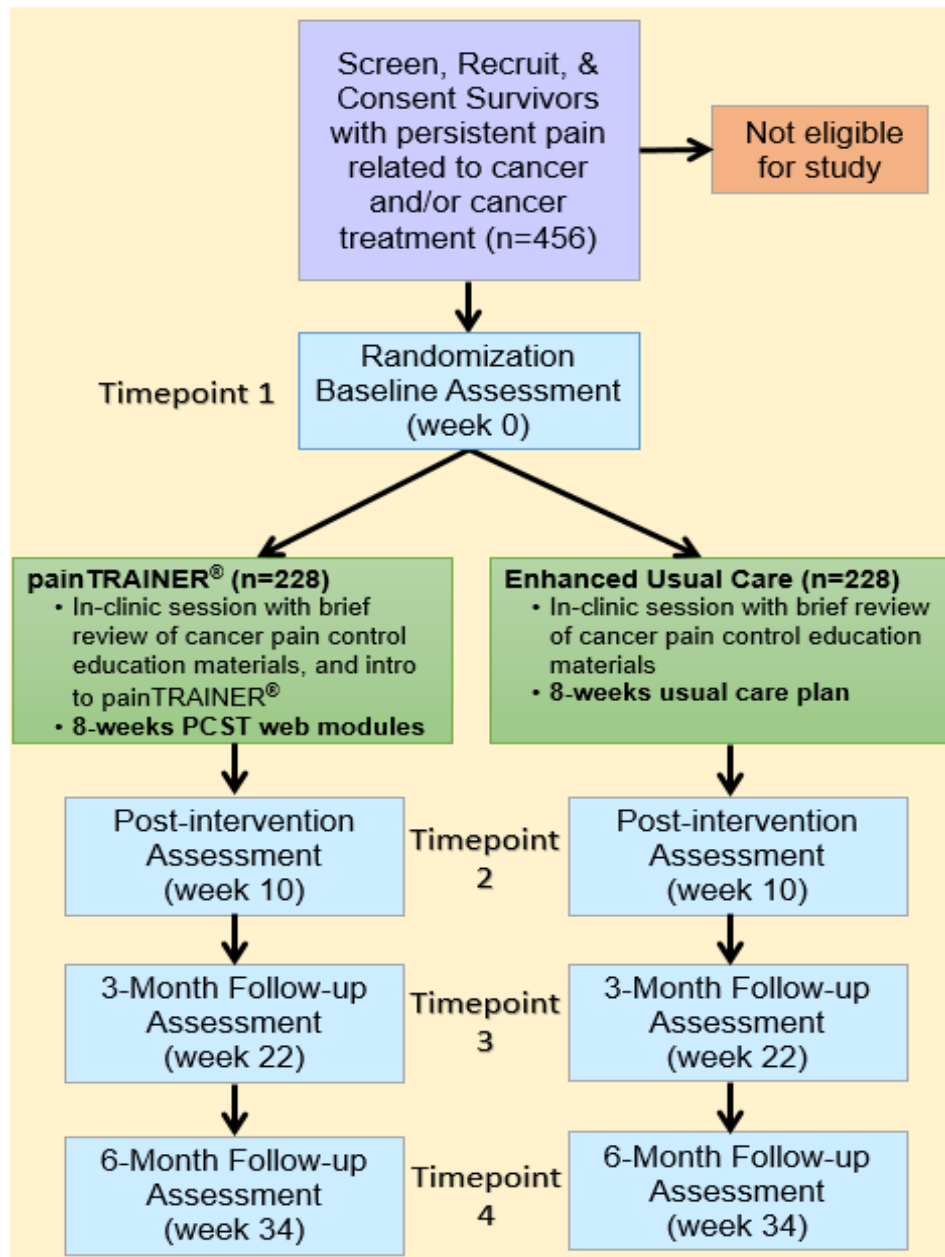 Screen, Recruit, &
Consent Survivors
with persistent pain
related to cancer
and/or cancer
treatment (n=456)
Not eligible
for study
Timepoint 1
Randomization
Baseline Assessment
(week 0)
painTRAINER® (n=228)
• In-clinic session with brief
review of cancer pain control
education materials, and intro
to painTRAINER®
• 8-weeks PCST web modules
Enhanced Usual Care (n=228)
• In-clinic session with brief review
of cancer pain control education
materials
• 8-weeks usual care plan
Post-intervention
Assessment
(week 10)
Timepoint
2
Post-intervention
Assessment
(week 10)
3-Month Follow-up
Assessment
(week 22)
Timepoint
3
3-Month Follow-up
Assessment
(week 22)
6-Month Follow-up
Assessment
(week 34)
Timepoint
4
6-Month Follow-up
Assessment
(week 34)